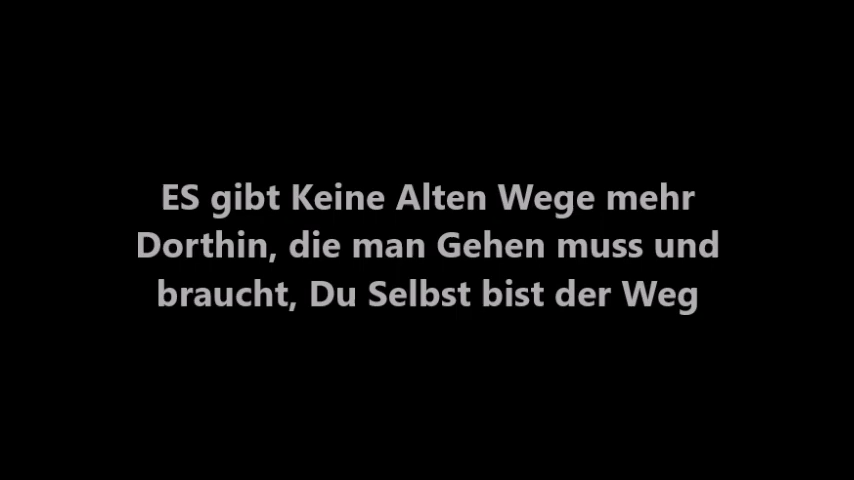 ES gibt Keine Alten Wege mehr
Dorthin, die man Gehen muss und
braucht, Du Selbst bist der Weg